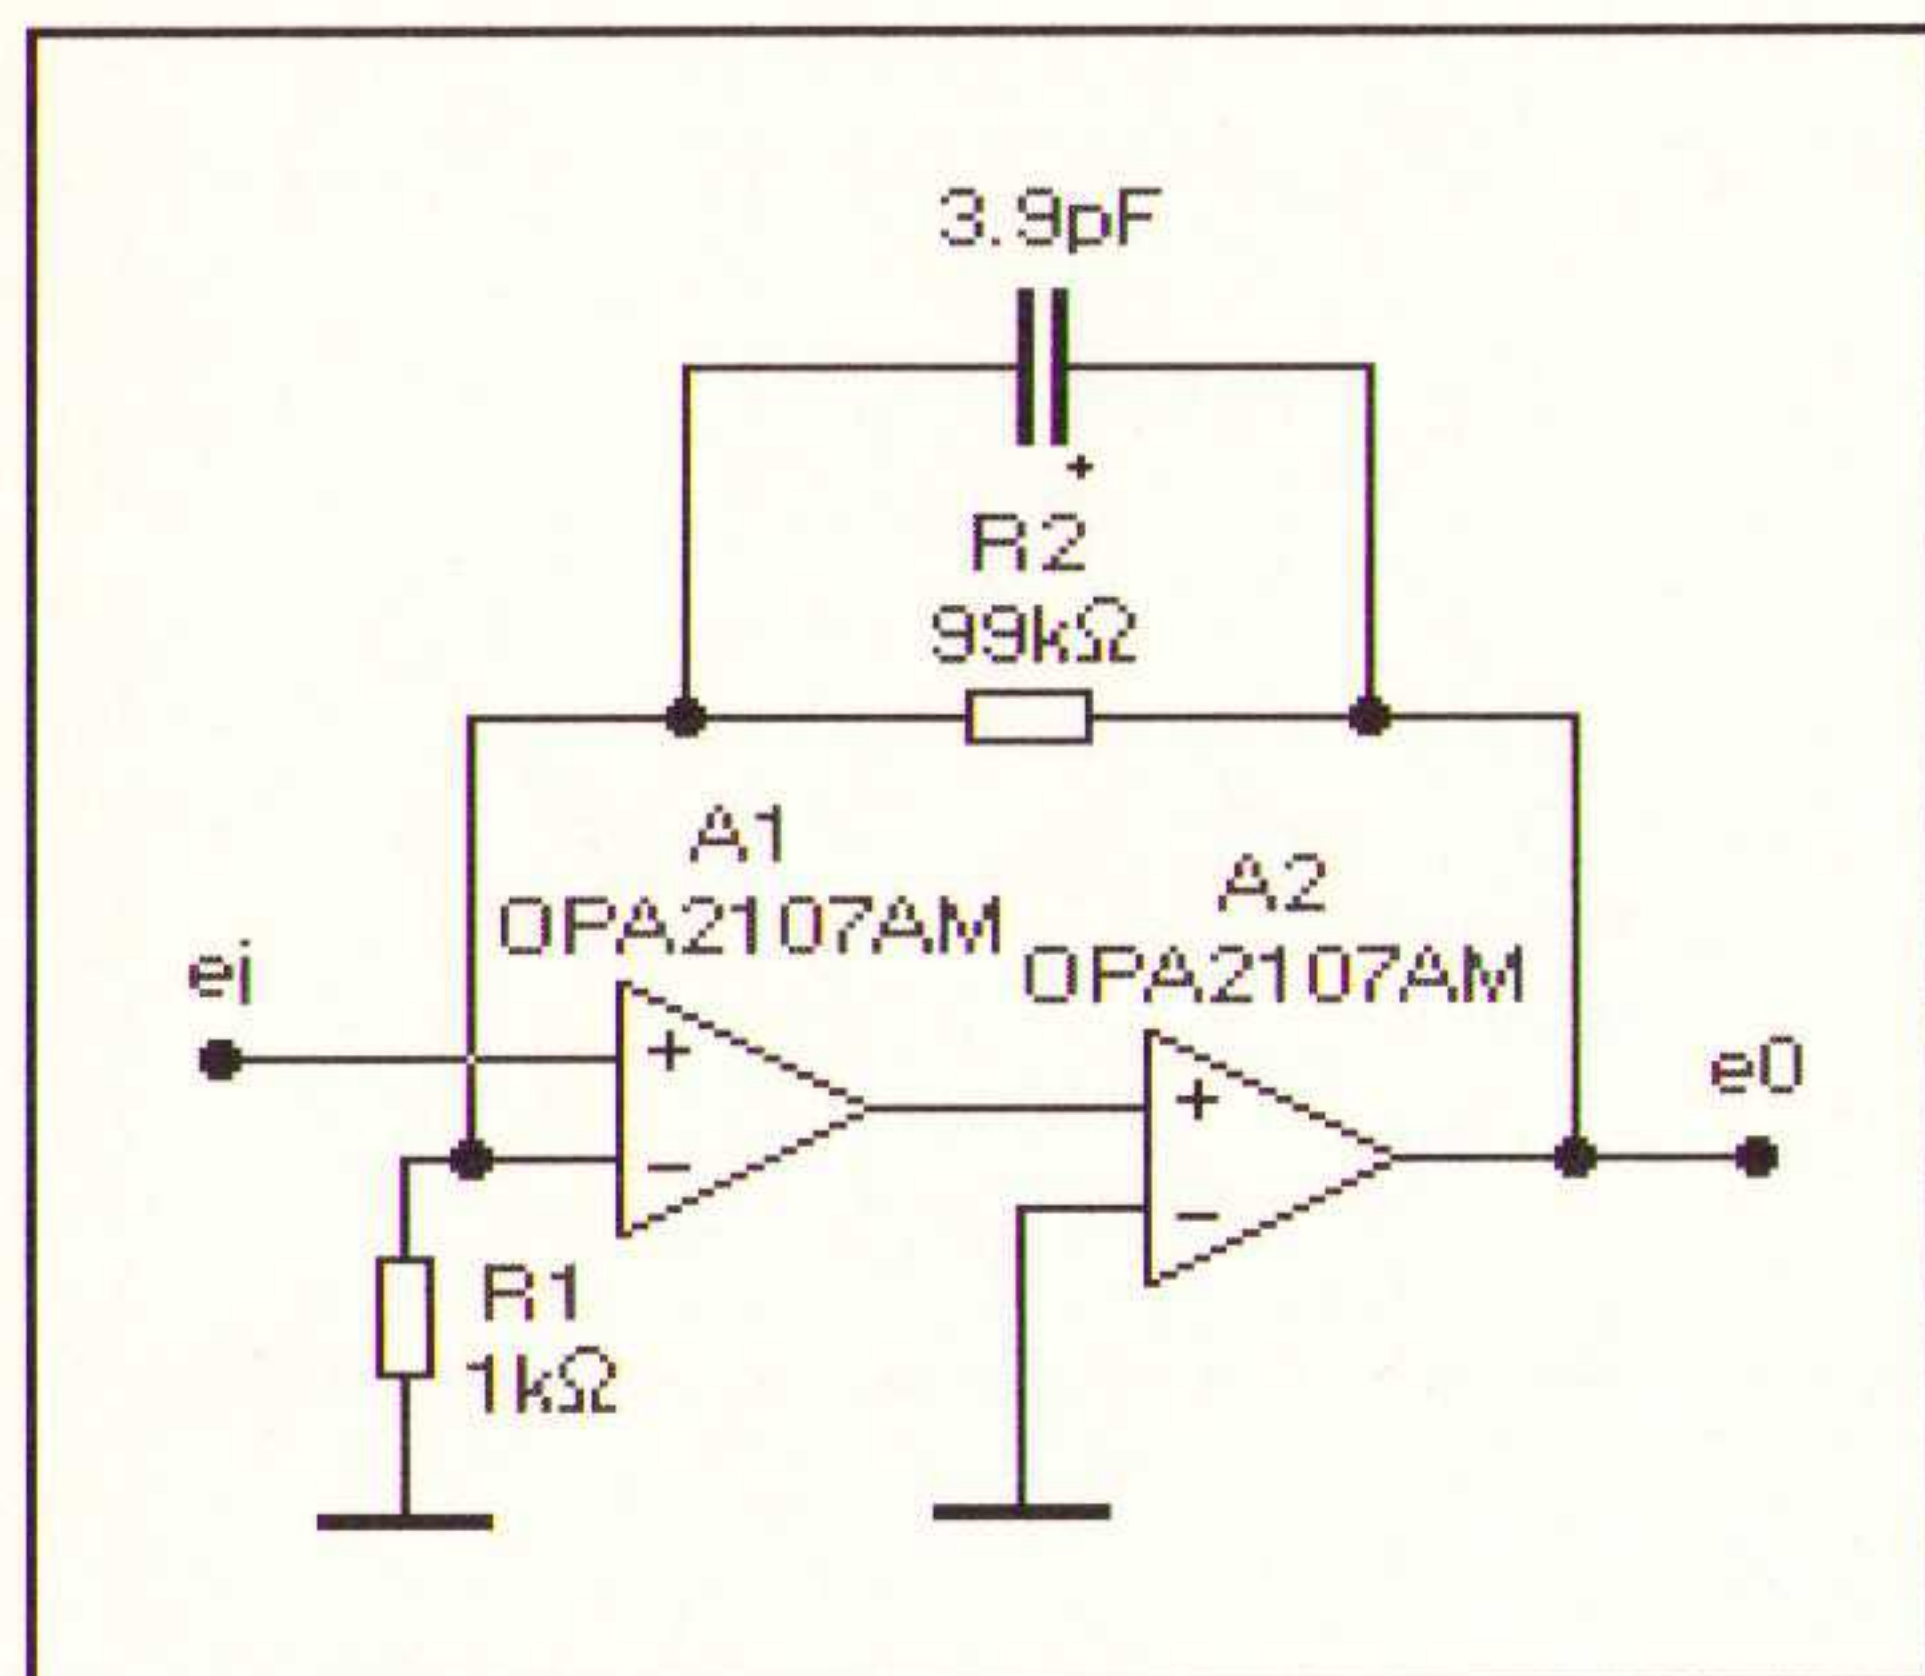 3.9pF
+
R2
99kΩ
A1
OPA2107AM
A2
OPA2107AM
ei
+
−
+
−
e0
R1
1kΩ